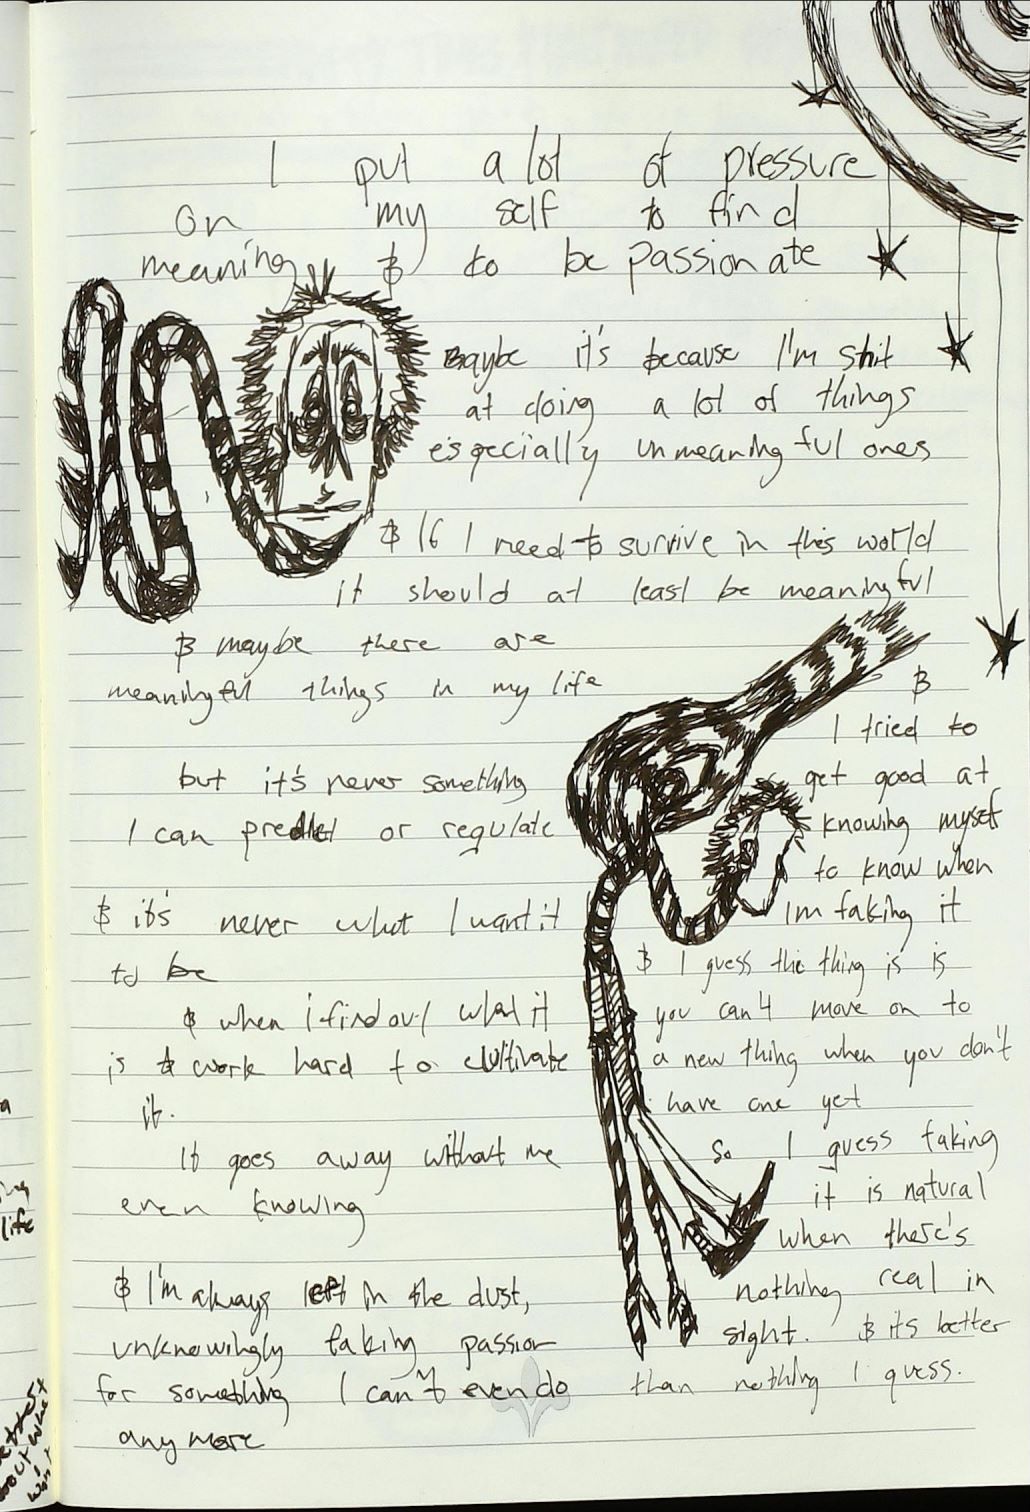 I put a lot of pressure
on my self to find
meaning & to be passionate
Maybe it's because I'm shit
at doing a lot of things
especially unmeaningful ones
& If I need to survive in this world
it should at least be meaningful
& maybe there are
meaningful things in my life
but it's never something
I can predict or regulate
& it's never what I want it
to be
& when i find out what it
is & work hard to cultivate
it.
It goes away without me
even knowing
& I'm always left in the dust,
unknowingly faking passion
for something I can't even do
any more
&
I tried to
get good at
knowing myself
to know when
I'm faking it
& I guess the thing is is
you can't move on to
a new thing when you don't
have one yet
So I guess faking
it is natural
when there's
nothing real in
sight. & its better
than nothing I guess.
life